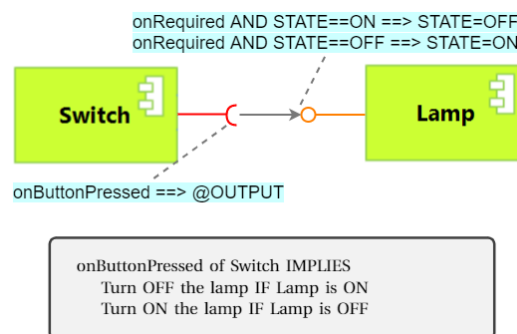 onRequired AND STATE==ON ==> STATE=OFF
onRequired AND STATE==OFF ==> STATE=ON
Switch
Lamp
onButtonPressed ==> @OUTPUT
onButtonPressed of Switch IMPLIES
Turn OFF the lamp IF Lamp is ON
Turn ON the lamp IF Lamp is OFF